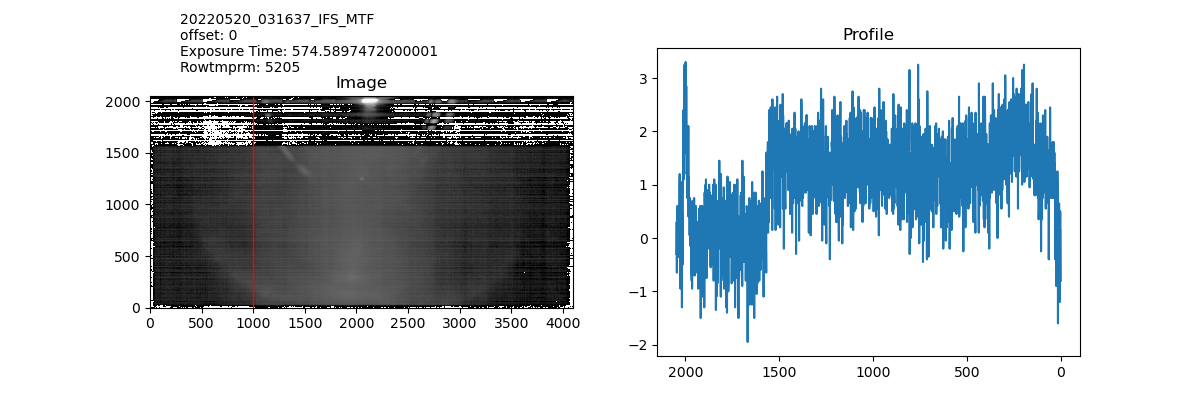 20220520_031637_IFS_MTF
offset: 0
Exposure Time: 574.5897472000001
Rowtmprm: 5205
Image
2000
1500
1000
500
0
0 500 1000 1500 2000 2500 3000 3500 4000
Profile
3
2
1
0
−1
−2
2000 1500 1000 500 0